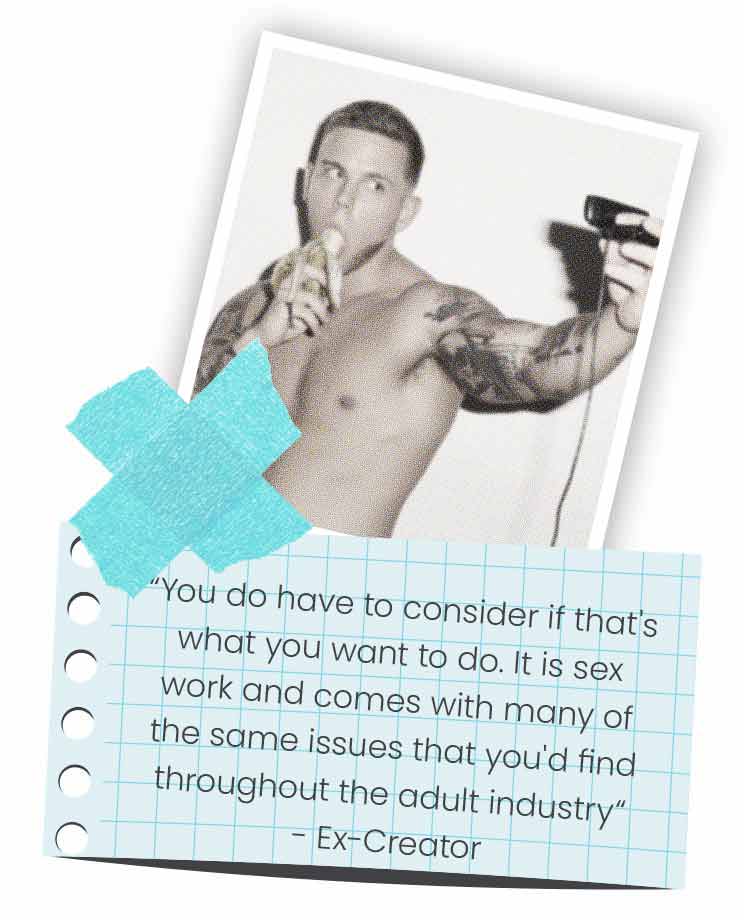 “You do have to consider if that's
what you want to do. It is sex
work and comes with many of
the same issues that you'd find
throughout the adult industry“
- Ex-Creator